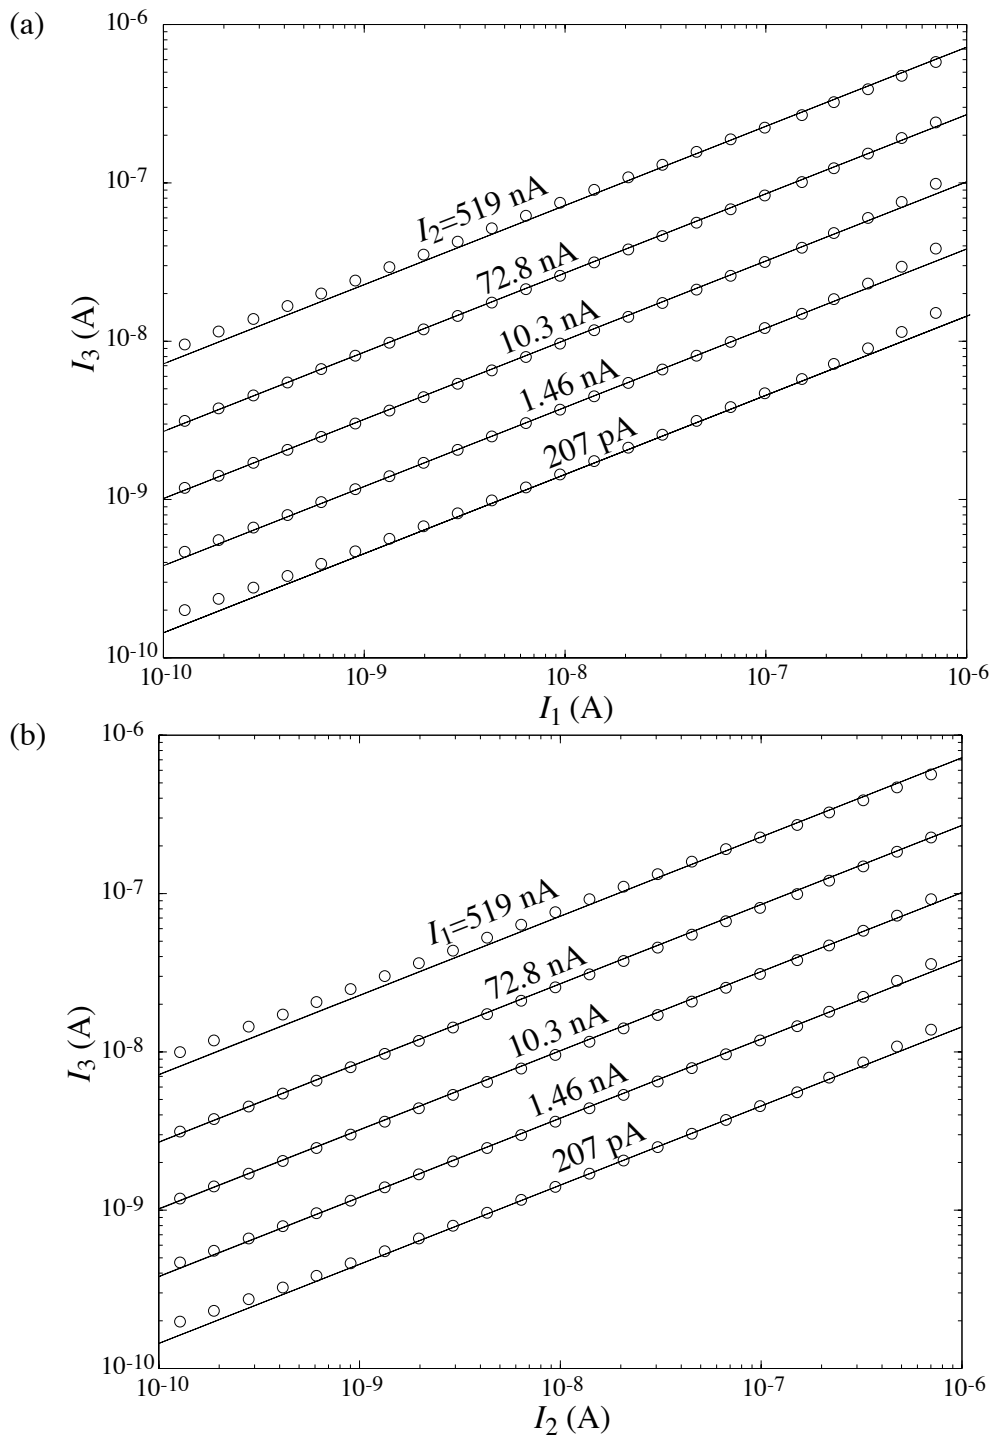 (a)
10-6
10-7
10-8
10-9
10-10
I3 (A)
I2=519 nA
72.8 nA
10.3 nA
1.46 nA
207 pA
10-10 10-9 10-8 10-7 10-6
I1 (A)
(b)
10-6
10-7
10-8
10-9
10-10
I3 (A)
I1=519 nA
72.8 nA
10.3 nA
1.46 nA
207 pA
10-10 10-9 10-8 10-7 10-6
I2 (A)